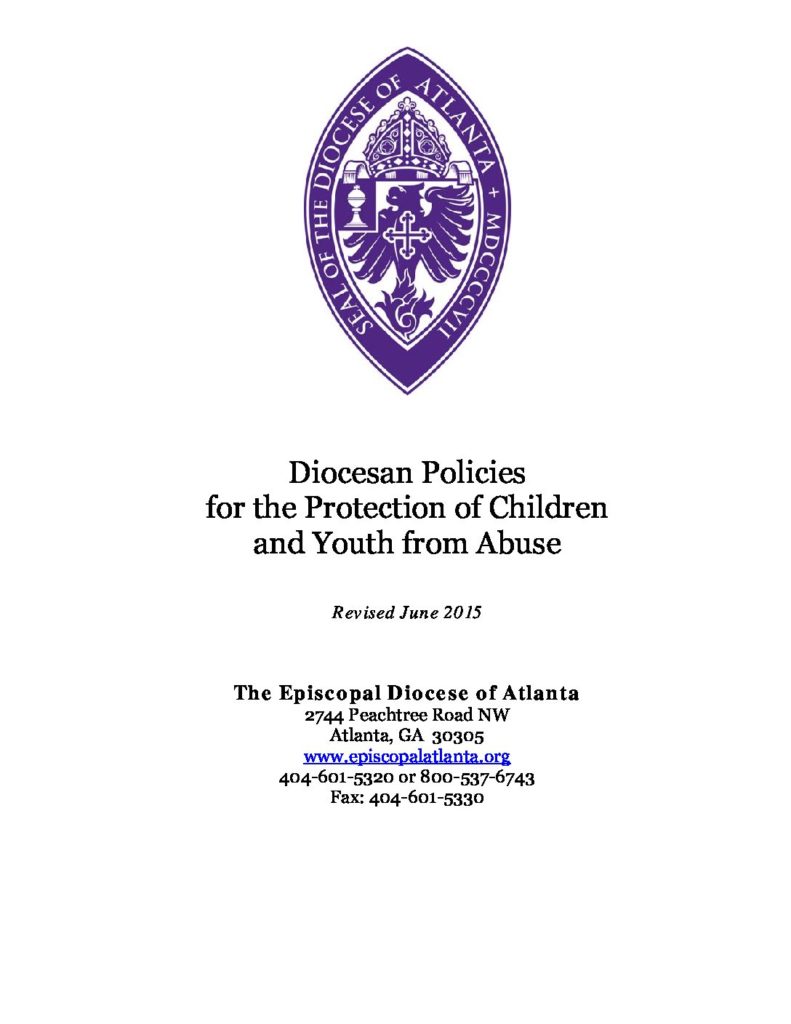 SEAL OF THE DIOCESE OF ATLANTA + MDCCCCVII
Diocesan Policies
for the Protection of Children
and Youth from Abuse
Revised June 2015
The Episcopal Diocese of Atlanta
2744 Peachtree Road NW
Atlanta, GA 30305
www.episcopalatlanta.org
404-601-5320 or 800-537-6743
Fax: 404-601-5330